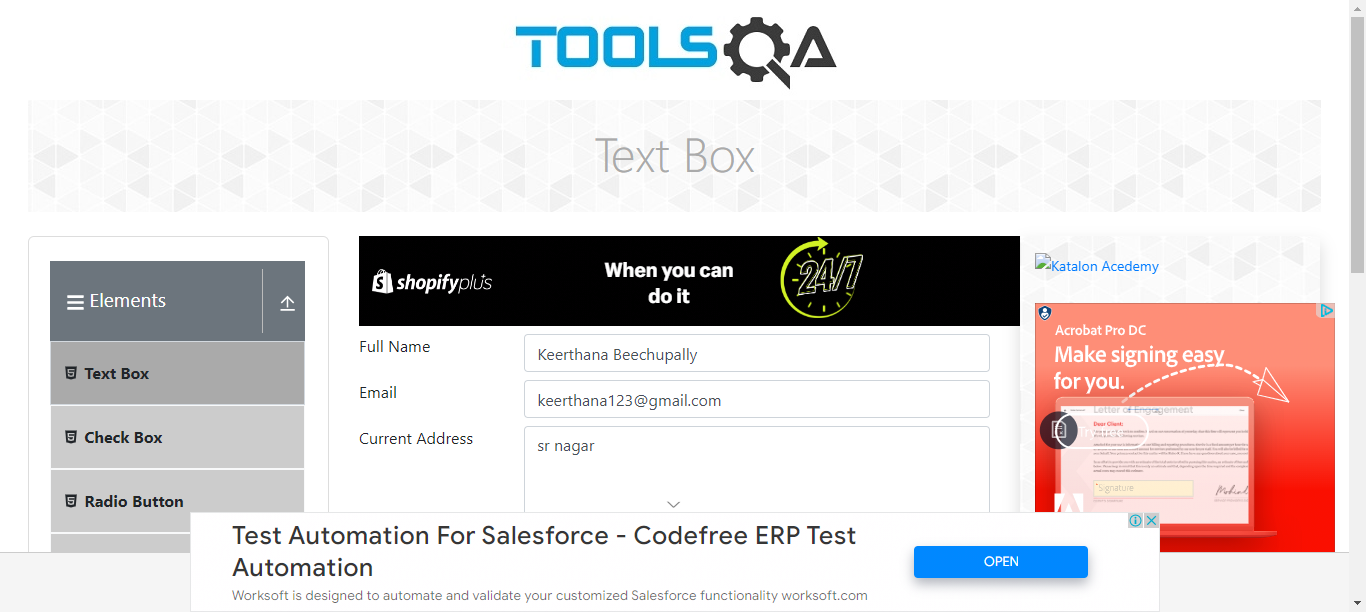 TOOLSQA
Text Box
Elements
Text Box
Check Box
Radio Button
shopifyplus
When you can
do it
24/7
Full Name
Keerthana Beechupally
Email
keerthana123@gmail.com
Current Address
sr nagar
Katalon Acedemy
Acrobat Pro DC
Make signing easy
for you.
Letter of Engagement
Dear Client:
Signature
Test Automation For Salesforce - Codefree ERP Test
Automation
Worksoft is designed to automate and validate your customized Salesforce functionality worksoft.com
OPEN